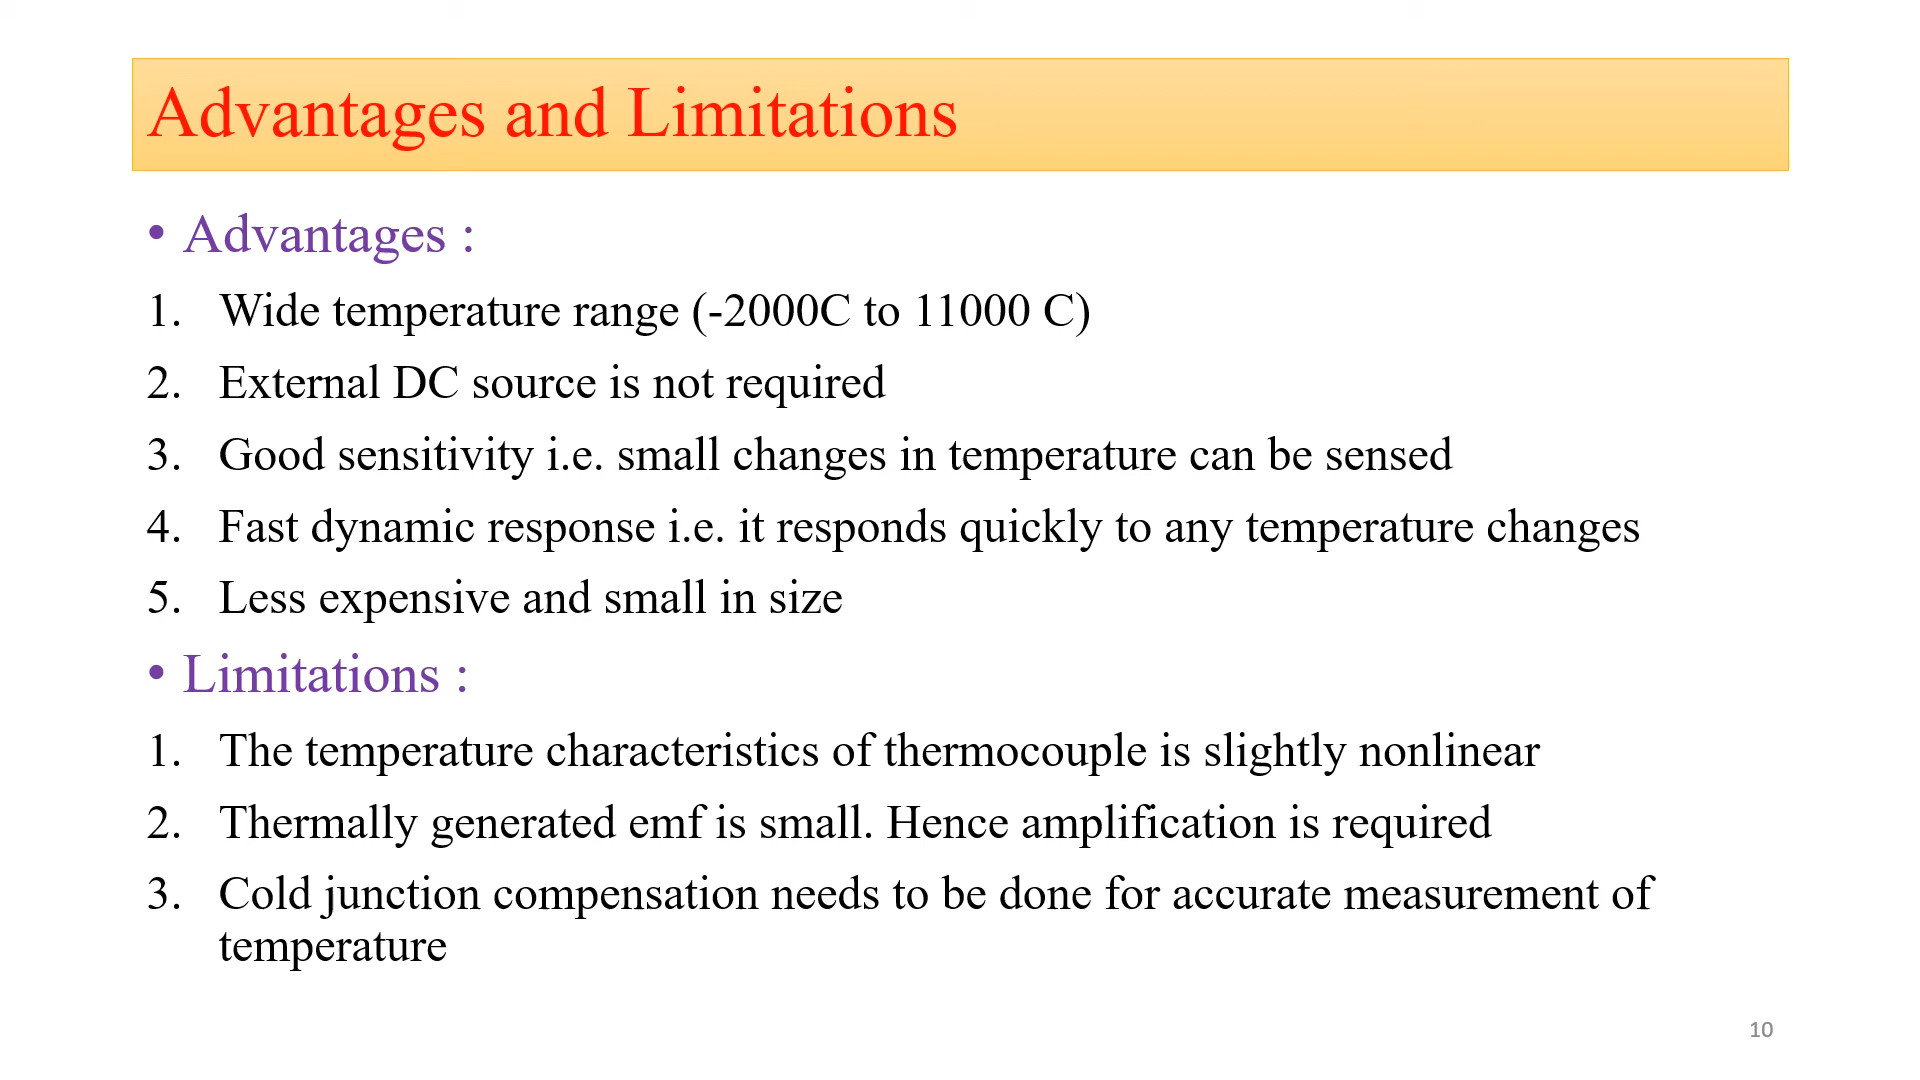 Advantages and Limitations
• Advantages :
1. Wide temperature range (-2000C to 11000 C)
2. External DC source is not required
3. Good sensitivity i.e. small changes in temperature can be sensed
4. Fast dynamic response i.e. it responds quickly to any temperature changes
5. Less expensive and small in size
• Limitations :
1. The temperature characteristics of thermocouple is slightly nonlinear
2. Thermally generated emf is small. Hence amplification is required
3. Cold junction compensation needs to be done for accurate measurement of
temperature
10